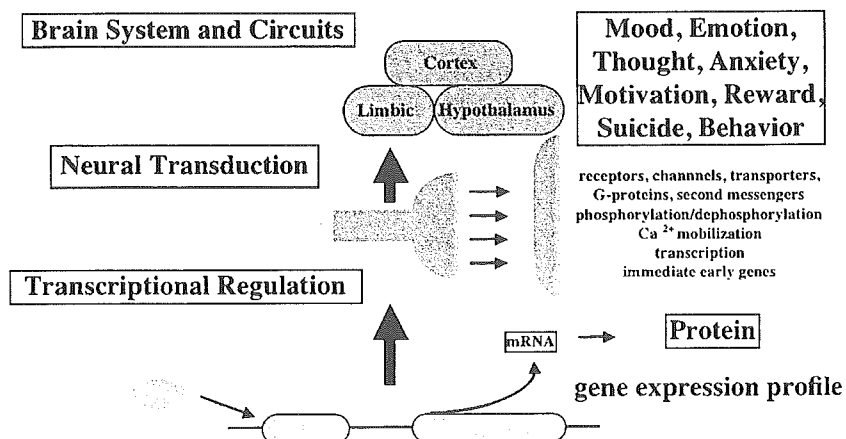 Brain System and Circuits
Cortex
Limbic
Hypothalamus
Mood, Emotion,
Thought, Anxiety,
Motivation, Reward,
Suicide, Behavior
Neural Transduction
receptors, channnels, transporters,
G-proteins, second messengers
phosphorylation/dephosphorylation
Ca 2+ mobilization
transcription
immediate early genes
Transcriptional Regulation
mRNA
Protein
gene expression profile